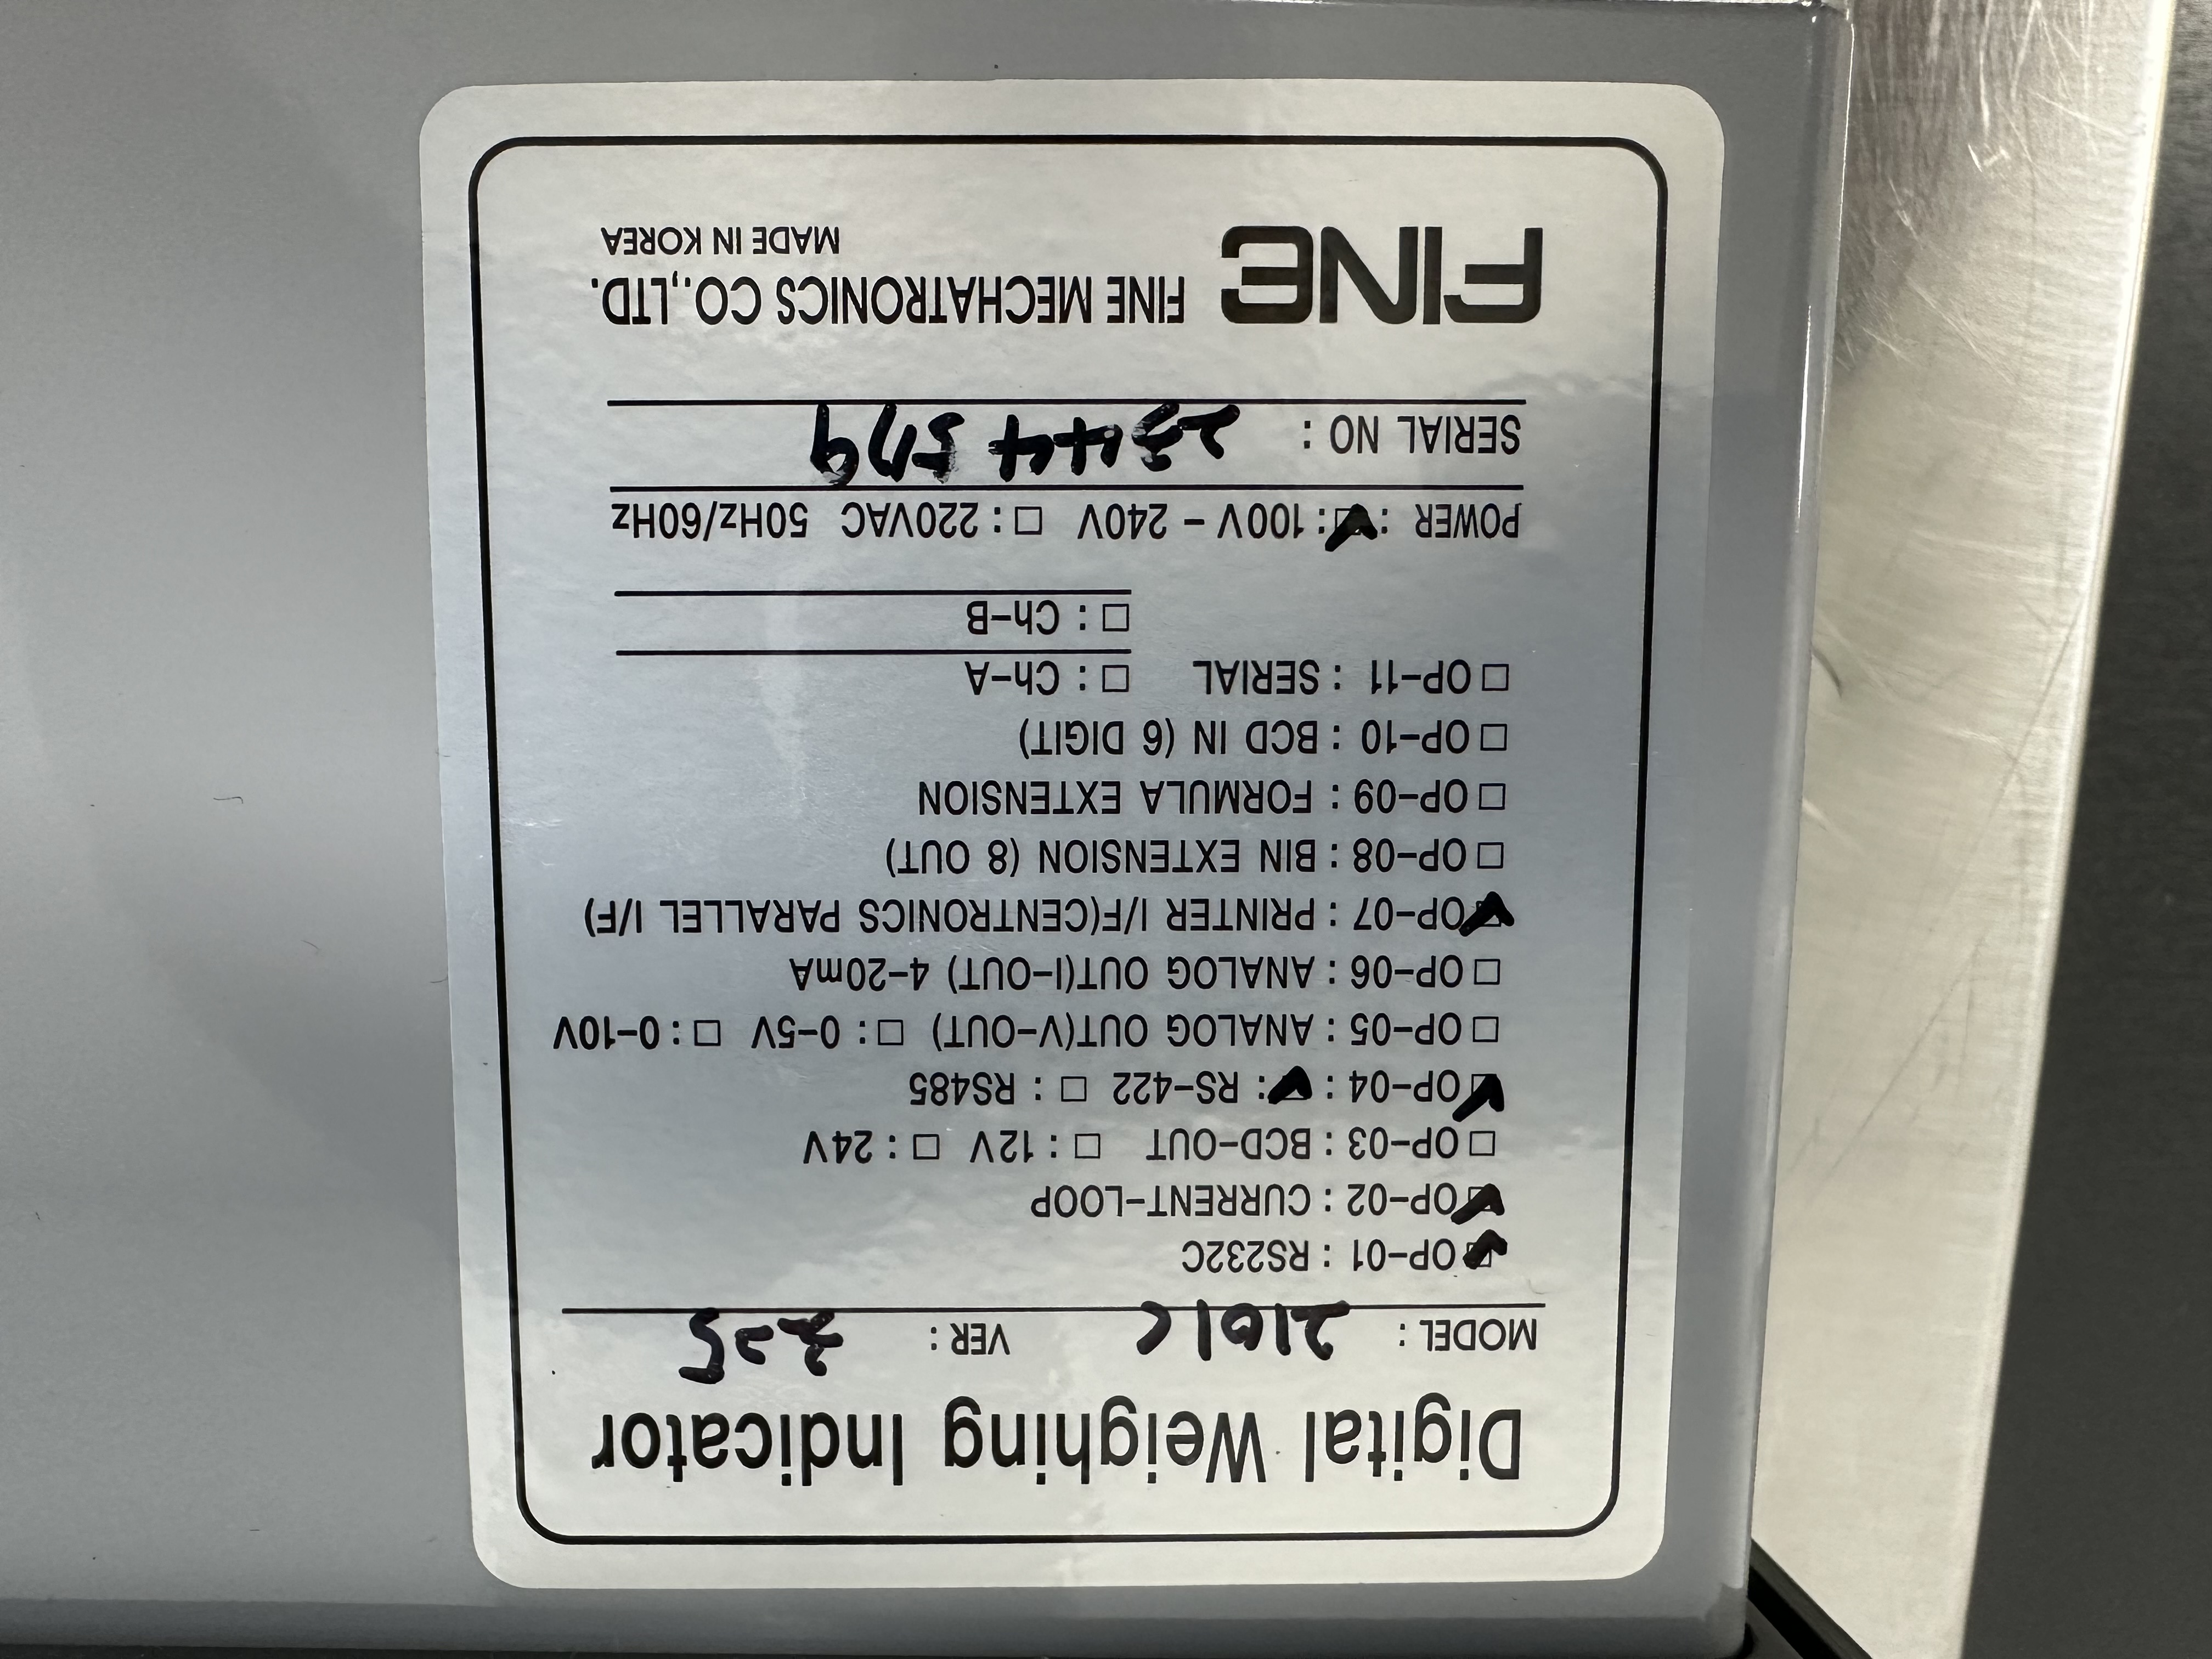 Digital Weighing Indicator
MODEL : 2101C VER :
☑ OP-01 : RS232C
☑ OP-02 : CURRENT-LOOP
□ OP-03 : BCD-OUT □ : 12V □ : 24V
☑ OP-04 : ☑ : RS-422 □ : RS485
□ OP-05 : ANALOG OUT(V-OUT) □ : 0-5V □ : 0-10V
□ OP-06 : ANALOG OUT(I-OUT) 4-20mA
☑ OP-07 : PRINTER I/F(CENTRONICS PARALLEL I/F)
□ OP-08 : BIN EXTENSION (8 OUT)
□ OP-09 : FORMULA EXTENSION
□ OP-10 : BCD IN (6 DIGIT)
□ OP-11 : SERIAL □ : Ch-A
□ : Ch-B
POWER : ☑ : 100V - 240V □ : 220VAC 50Hz/60Hz
SERIAL NO :
FINE FINE MECHATRONICS CO.,LTD.
MADE IN KOREA